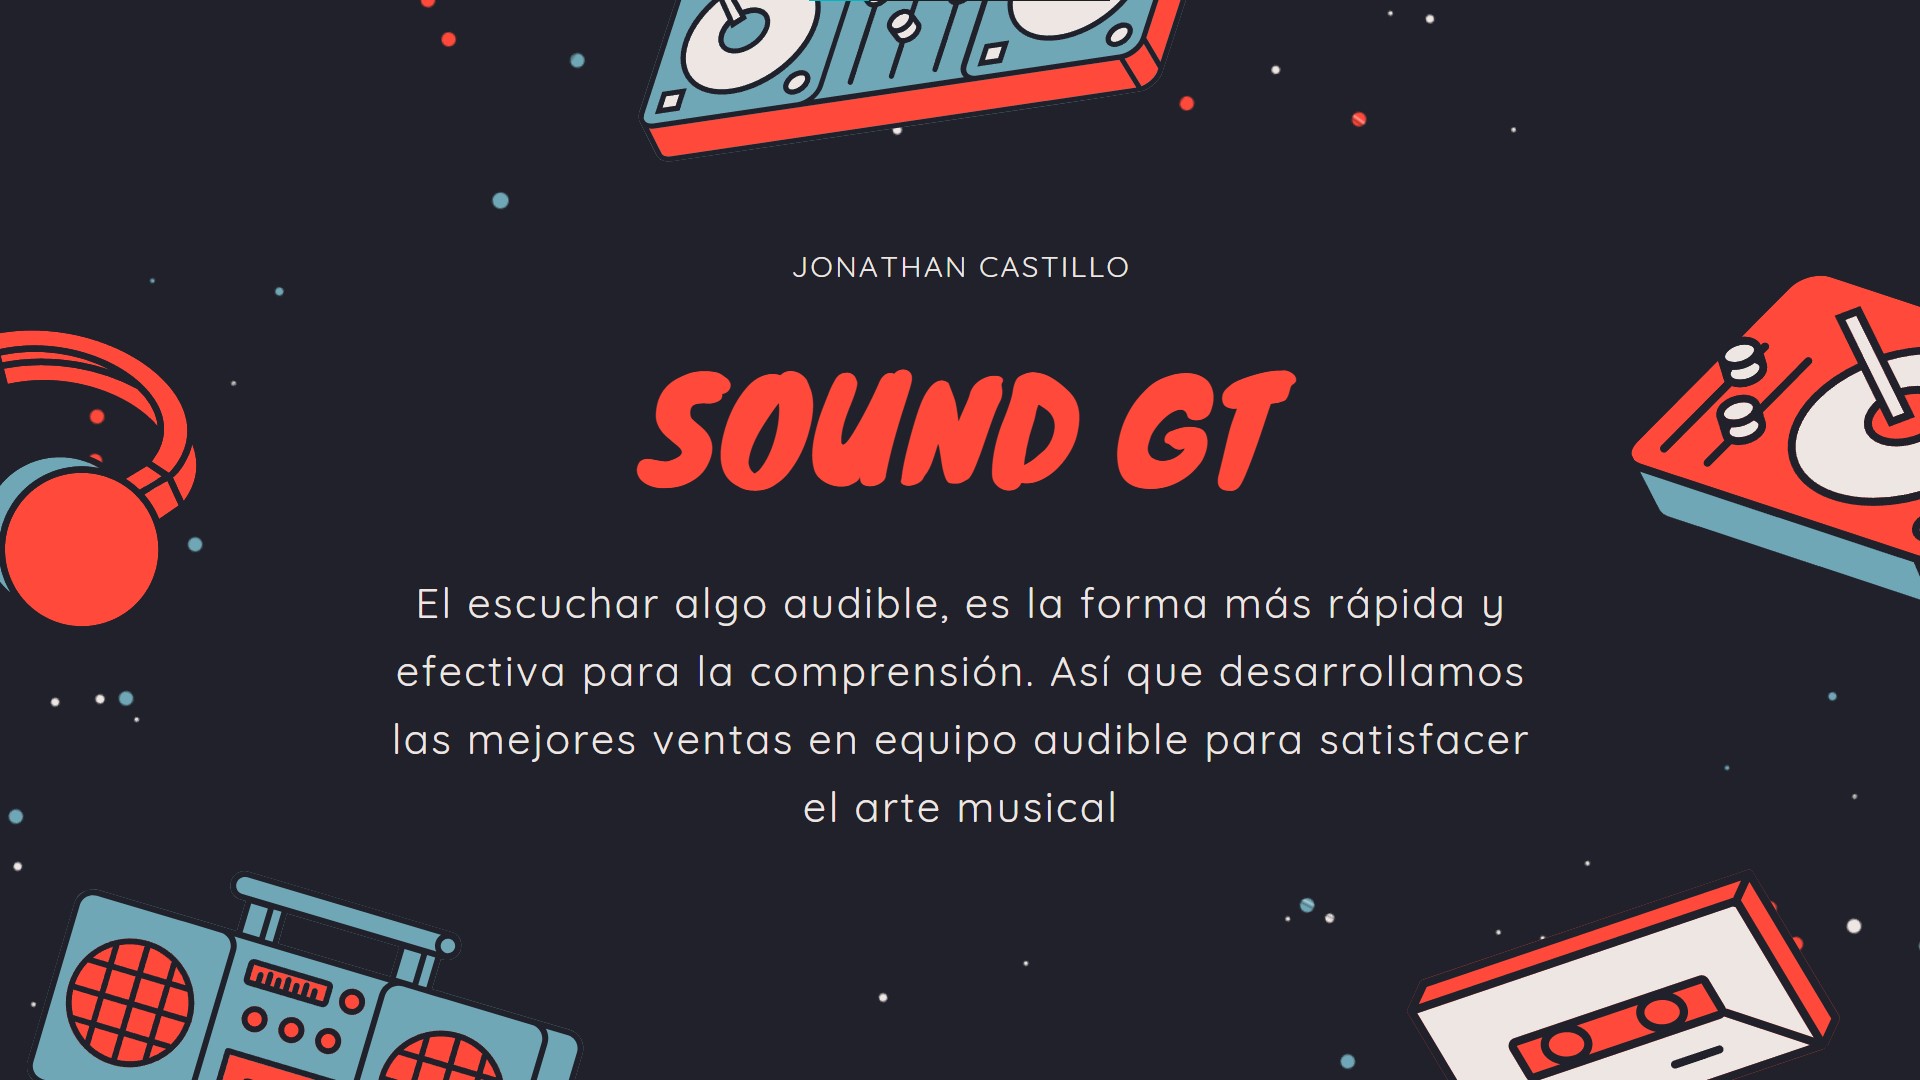 JONATHAN CASTILLO
SOUND GT
El escuchar algo audible, es la forma más rápida y
efectiva para la comprensión. Así que desarrollamos
las mejores ventas en equipo audible para satisfacer
el arte musical